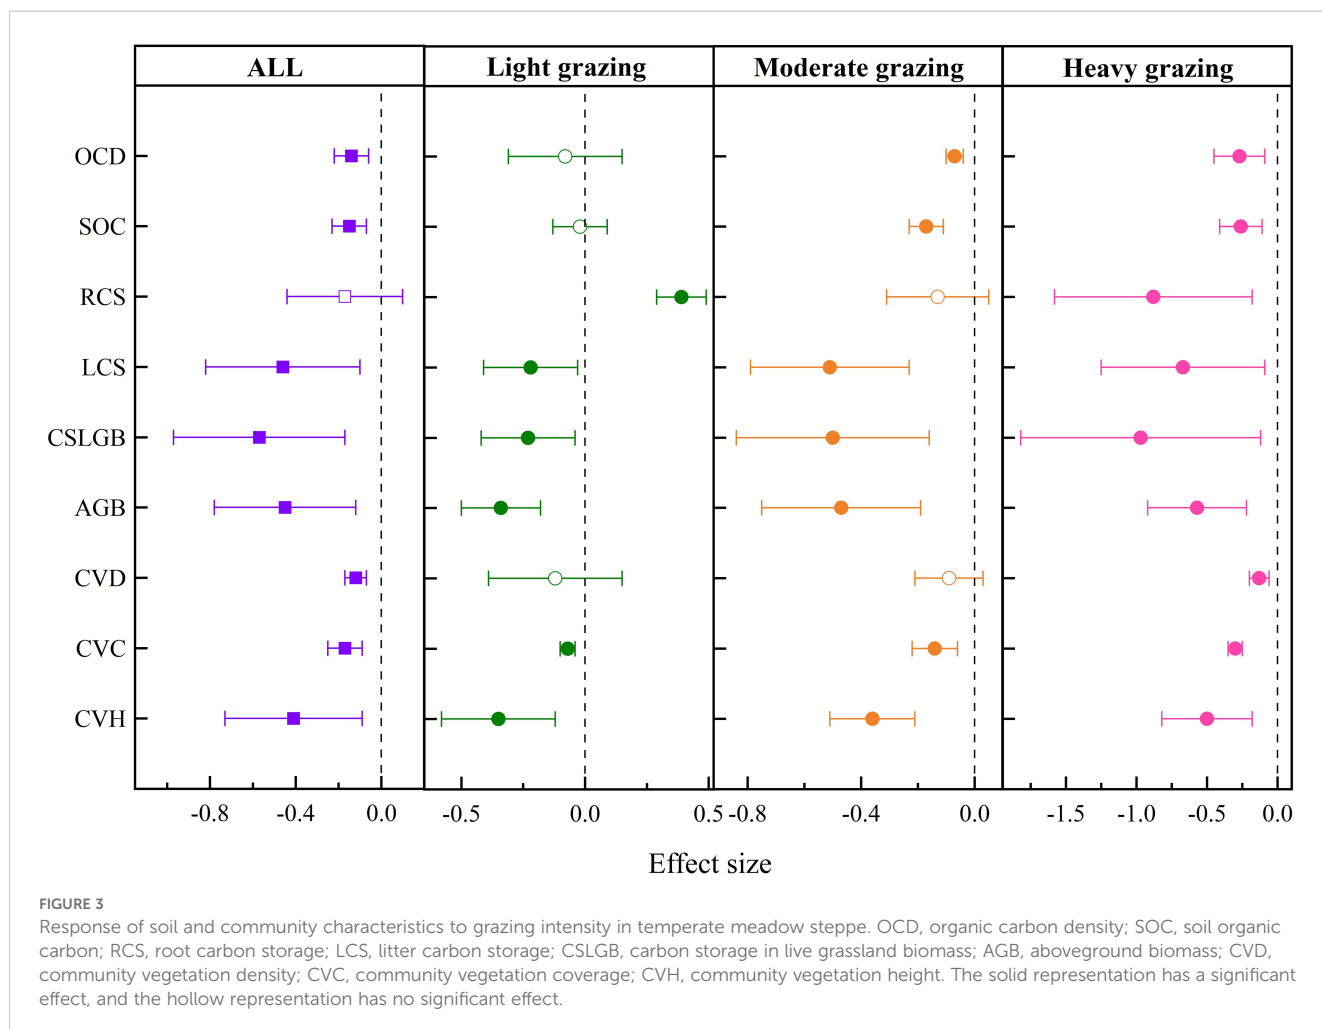 ALL Light grazing Moderate grazing Heavy grazing
OCD
SOC
RCS
LCS
CSLGB
AGB
CVD
CVC
CVH
-0.8 -0.4 0.0 -0.5 0.0 0.5 -0.8 -0.4 0.0 -1.5 -1.0 -0.5 0.0
Effect size
FIGURE 3
Response of soil and community characteristics to grazing intensity in temperate meadow steppe. OCD, organic carbon density; SOC, soil organic
carbon; RCS, root carbon storage; LCS, litter carbon storage; CSLGB, carbon storage in live grassland biomass; AGB, aboveground biomass; CVD,
community vegetation density; CVC, community vegetation coverage; CVH, community vegetation height. The solid representation has a significant
effect, and the hollow representation has no significant effect.